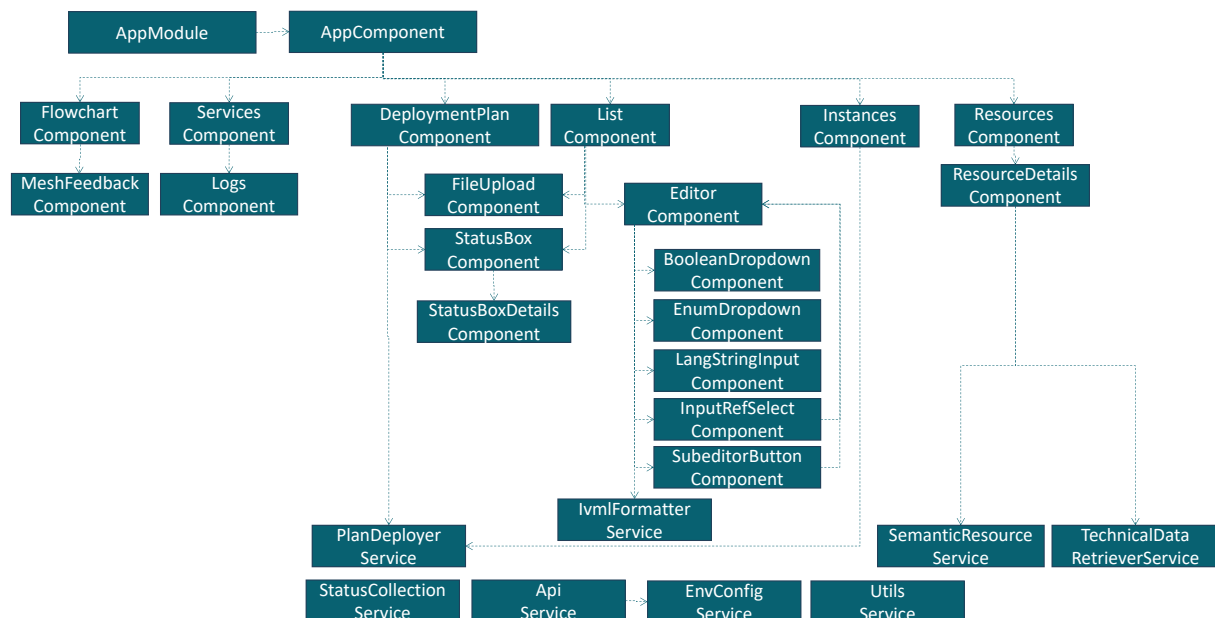 AppModule
AppComponent
Flowchart
Component
Services
Component
DeploymentPlan
Component
List
Component
Instances
Component
Resources
Component
MeshFeedback
Component
Logs
Component
FileUpload
Component
Editor
Component
ResourceDetails
Component
StatusBox
Component
BooleanDropdown
Component
StatusBoxDetails
Component
EnumDropdown
Component
LangStringInput
Component
InputRefSelect
Component
SubeditorButton
Component
IvmlFormatter
Service
PlanDeployer
Service
SemanticResource
Service
TechnicalData
RetrieverService
StatusCollection
Service
Api
Service
EnvConfig
Service
Utils
Service